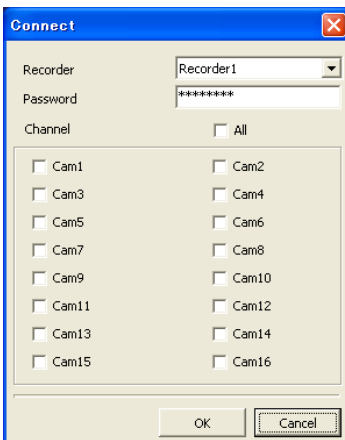 Connect
Recorder Recorder1
Password ********
Channel All
Cam1 Cam2
Cam3 Cam4
Cam5 Cam6
Cam7 Cam8
Cam9 Cam10
Cam11 Cam12
Cam13 Cam14
Cam15 Cam16
OK Cancel